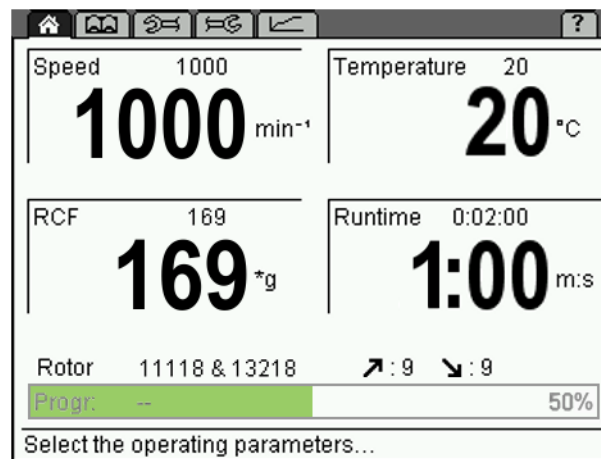 ?
Speed 1000
1000 min⁻¹
Temperature 20
20 °C
RCF 169
169 *g
Runtime 0:02:00
1:00 m:s
Rotor 11118 & 13218 ↗ : 9 ↘ : 9
Progr: -- 50%
Select the operating parameters...